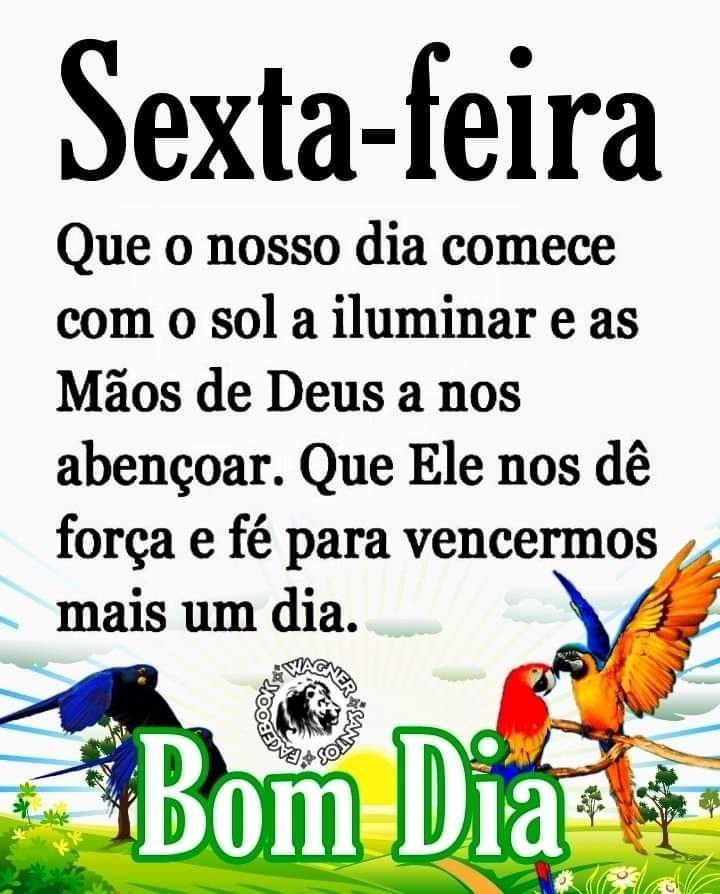 Sexta-feira
Que o nosso dia comece
com o sol a iluminar e as
Mãos de Deus a nos
abençoar. Que Ele nos dê
força e fé para vencermos
mais um dia.
FACEBOOK WAGNER SANTOS
Bom Dia